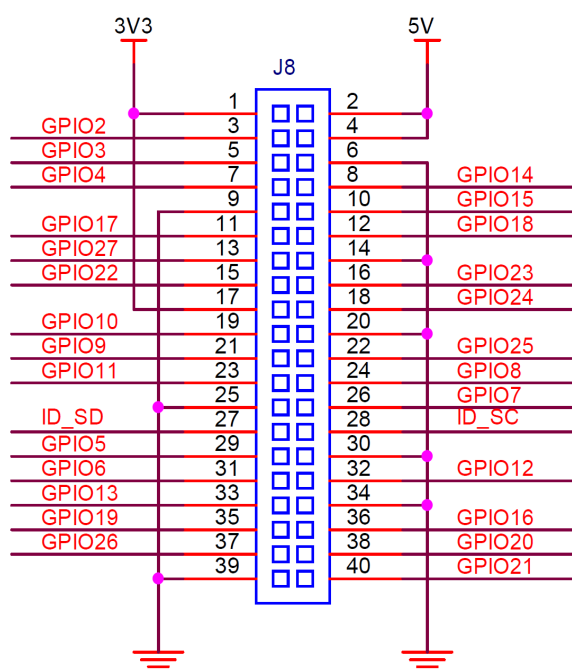 3V3 5V
J8
1 2
GPIO2 3 4
GPIO3 5 6
GPIO4 7 8 GPIO14
9 10 GPIO15
GPIO17 11 12 GPIO18
GPIO27 13 14
GPIO22 15 16 GPIO23
17 18 GPIO24
GPIO10 19 20
GPIO9 21 22 GPIO25
GPIO11 23 24 GPIO8
25 26 GPIO7
ID_SD 27 28 ID_SC
GPIO5 29 30
GPIO6 31 32 GPIO12
GPIO13 33 34
GPIO19 35 36 GPIO16
GPIO26 37 38 GPIO20
39 40 GPIO21